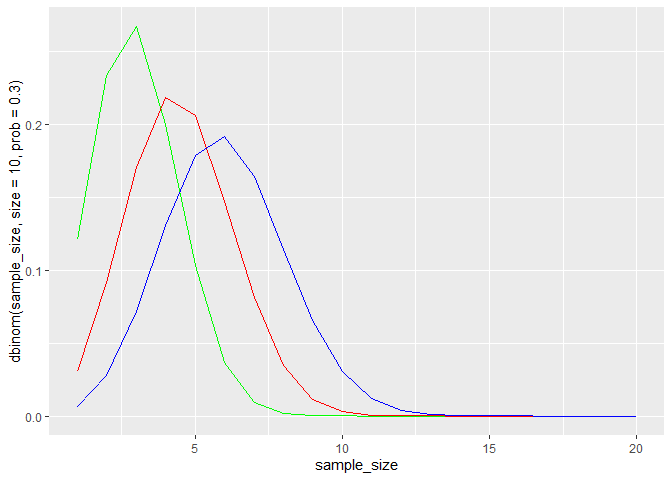 dbinom(sample_size, size = 10, prob = 0.3)
0.2
0.1
0.0
5 10 15 20
sample_size